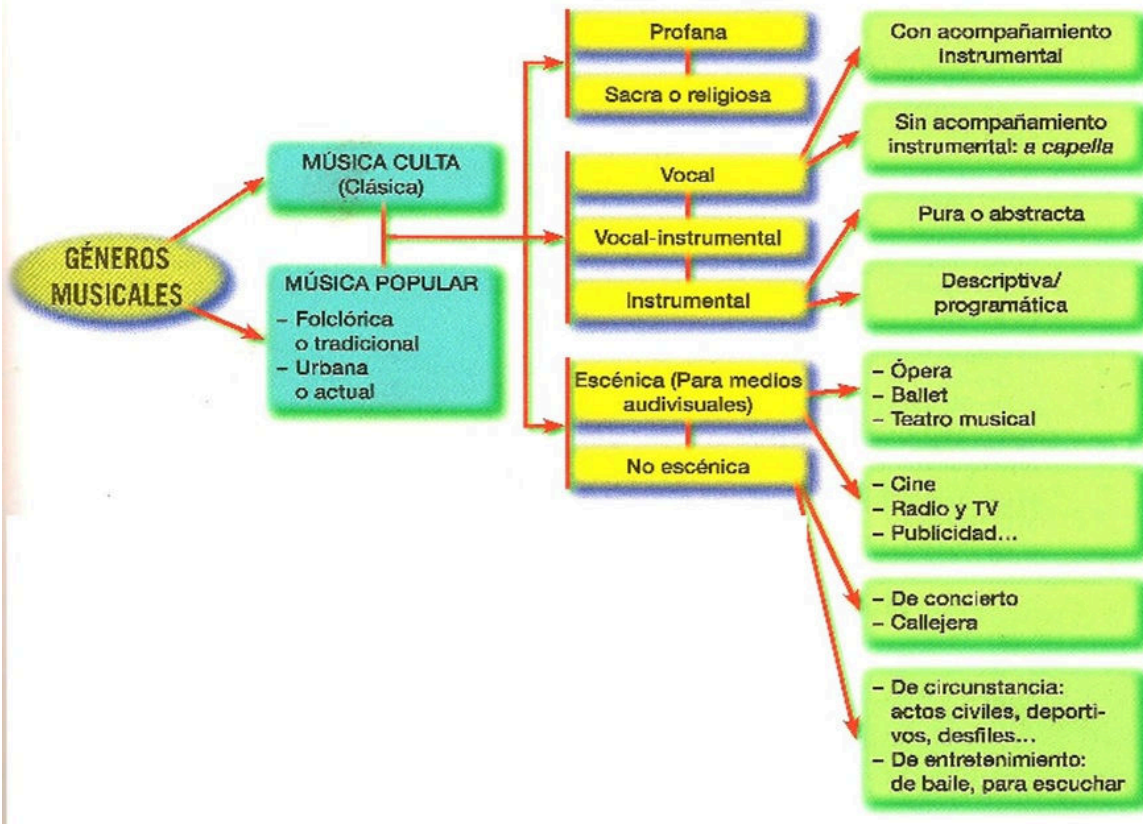 GÉNEROS
MUSICALES
MÚSICA CULTA
(Clásica)
MÚSICA POPULAR
– Folclórica
o tradicional
– Urbana
o actual
Profana
Sacra o religiosa
Vocal
Vocal-instrumental
Instrumental
Escénica (Para medios
audivisuales)
No escénica
Con acompañamiento
instrumental
Sin acompañamiento
instrumental: a capella
Pura o abstracta
Descriptiva/
programática
– Ópera
– Ballet
– Teatro musical
– Cine
– Radio y TV
– Publicidad...
– De concierto
– Callejera
– De circunstancia:
actos civiles, deporti-
vos, desfiles...
– De entretenimiento:
de baile, para escuchar